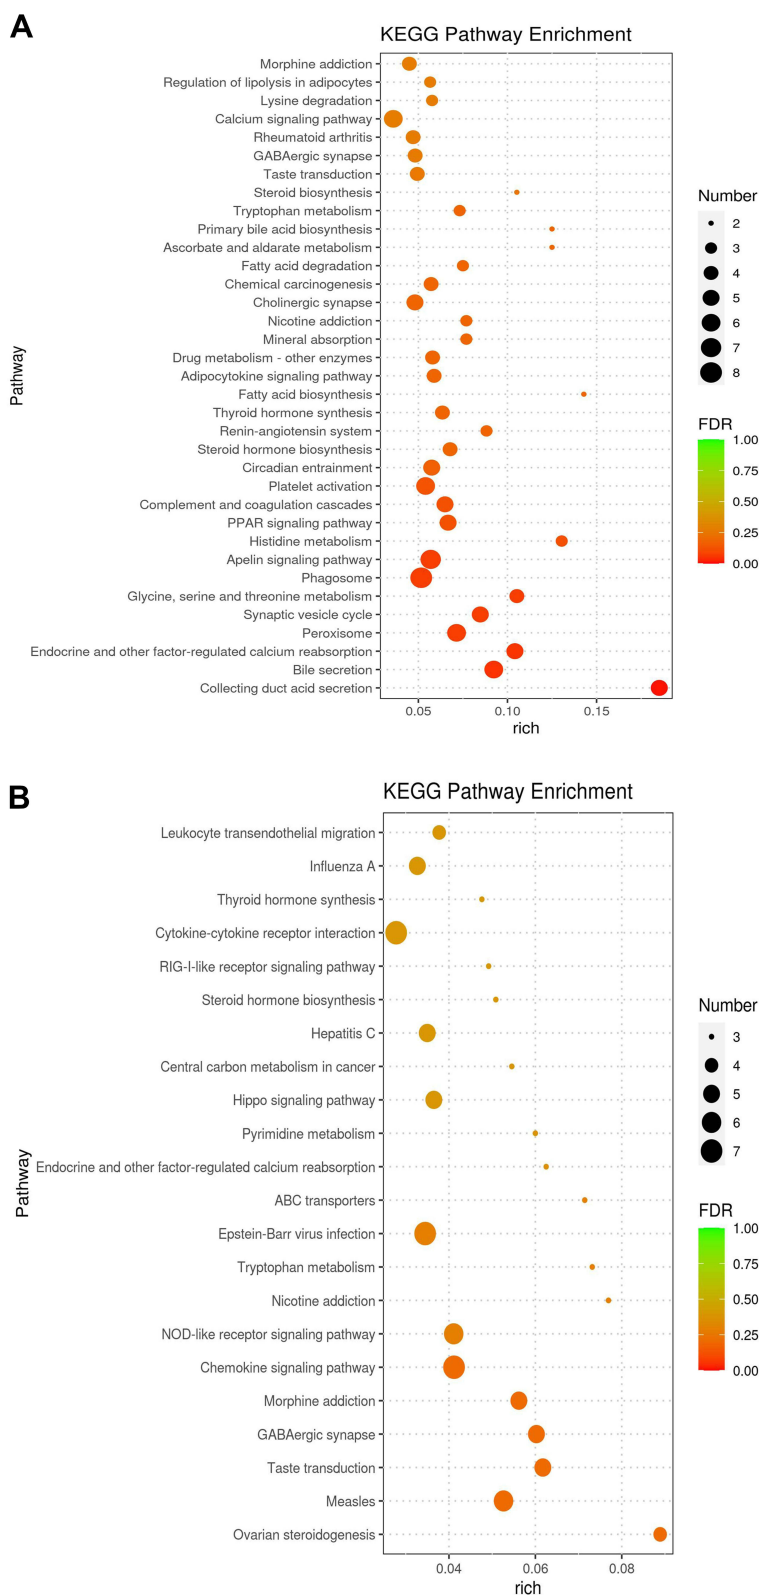 A
KEGG Pathway Enrichment
Morphine addiction
Regulation of lipolysis in adipocytes
Lysine degradation
Calcium signaling pathway
Rheumatoid arthritis
GABAergic synapse
Taste transduction
Steroid biosynthesis
Tryptophan metabolism
Primary bile acid biosynthesis
Ascorbate and aldarate metabolism
Fatty acid degradation
Chemical carcinogenesis
Cholinergic synapse
Nicotine addiction
Mineral absorption
Drug metabolism - other enzymes
Adipocytokine signaling pathway
Fatty acid biosynthesis
Thyroid hormone synthesis
Renin-angiotensin system
Steroid hormone biosynthesis
Circadian entrainment
Platelet activation
Complement and coagulation cascades
PPAR signaling pathway
Histidine metabolism
Apelin signaling pathway
Phagosome
Glycine, serine and threonine metabolism
Synaptic vesicle cycle
Peroxisome
Endocrine and other factor-regulated calcium reabsorption
Bile secretion
Collecting duct acid secretion
Pathway
0.05 0.10 0.15
rich
Number
2
3
4
5
6
7
8
FDR
1.00
0.75
0.50
0.25
0.00
B
KEGG Pathway Enrichment
Leukocyte transendothelial migration
Influenza A
Thyroid hormone synthesis
Cytokine-cytokine receptor interaction
RIG-I-like receptor signaling pathway
Steroid hormone biosynthesis
Hepatitis C
Central carbon metabolism in cancer
Hippo signaling pathway
Pyrimidine metabolism
Endocrine and other factor-regulated calcium reabsorption
ABC transporters
Epstein-Barr virus infection
Tryptophan metabolism
Nicotine addiction
NOD-like receptor signaling pathway
Chemokine signaling pathway
Morphine addiction
GABAergic synapse
Taste transduction
Measles
Ovarian steroidogenesis
Pathway
0.04 0.06 0.08
rich
Number
3
4
5
6
7
FDR
1.00
0.75
0.50
0.25
0.00